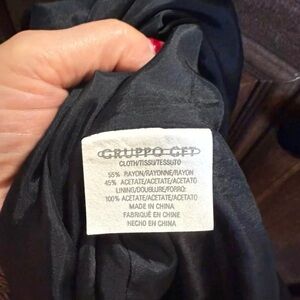 GRUPPO GFT
CLOTH/TISSU/TESSUTO
55% RAYON/RAYONNE/RAYON
45% ACETATE/ACETATE/ACETATO
LINING/DOUBLURE/FORRO:
100% ACETATE/ACETATE/ACETATO
MADE IN CHINA
FABRIQUÉ EN CHINE
HECHO EN CHINA